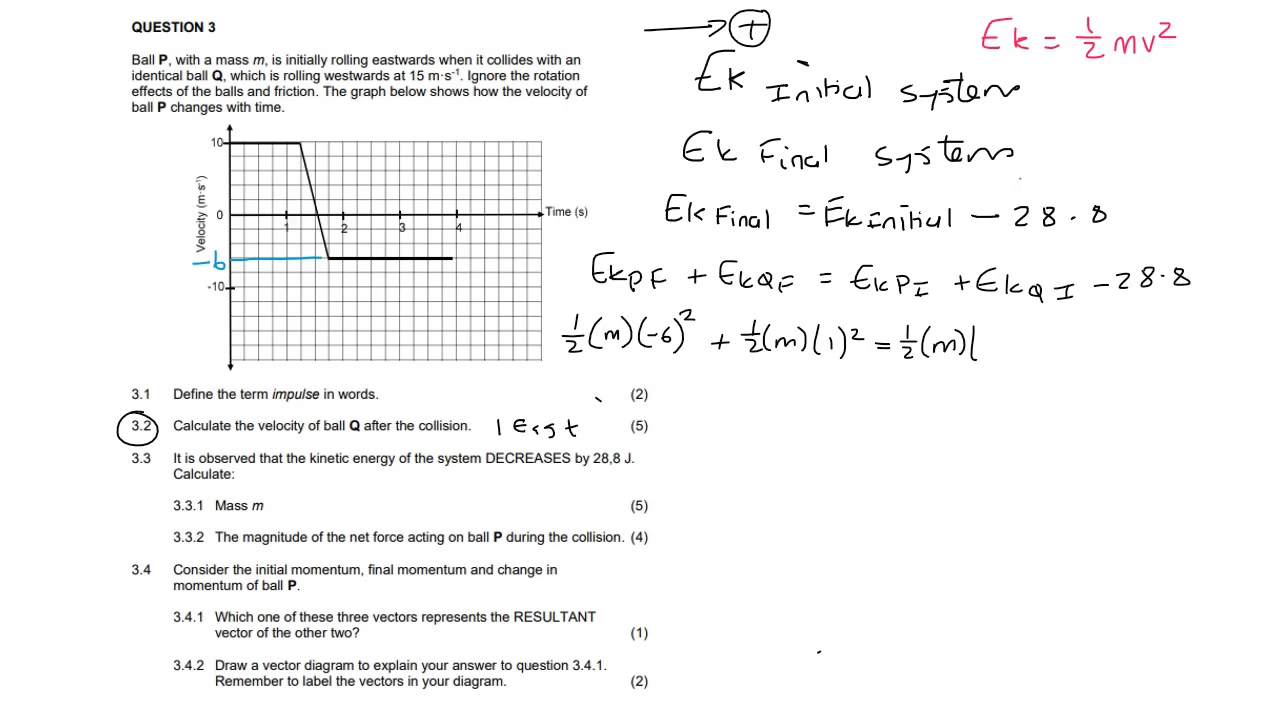 QUESTION 3
Ball P, with a mass m, is initially rolling eastwards when it collides with an
identical ball Q, which is rolling westwards at 15 m·s⁻¹. Ignore the rotation
effects of the balls and friction. The graph below shows how the velocity of
ball P changes with time.
10
0
-6
-10
Velocity (m·s⁻¹)
1
2
3
4
Time (s)
3.1 Define the term impulse in words. (2)
3.2 Calculate the velocity of ball Q after the collision. 1 East (5)
3.3 It is observed that the kinetic energy of the system DECREASES by 28,8 J.
Calculate:
3.3.1 Mass m (5)
3.3.2 The magnitude of the net force acting on ball P during the collision. (4)
3.4 Consider the initial momentum, final momentum and change in
momentum of ball P.
3.4.1 Which one of these three vectors represents the RESULTANT
vector of the other two? (1)
3.4.2 Draw a vector diagram to explain your answer to question 3.4.1.
Remember to label the vectors in your diagram. (2)
→ +
Ek = ½ mv²
Ek Initial system
Ek Final system
Ek Final = Ek Initial - 28.8
EkPF + EkQF = EkPI + EkQI - 28.8
½(m)(-6)² + ½(m)(1)² = ½(m)(